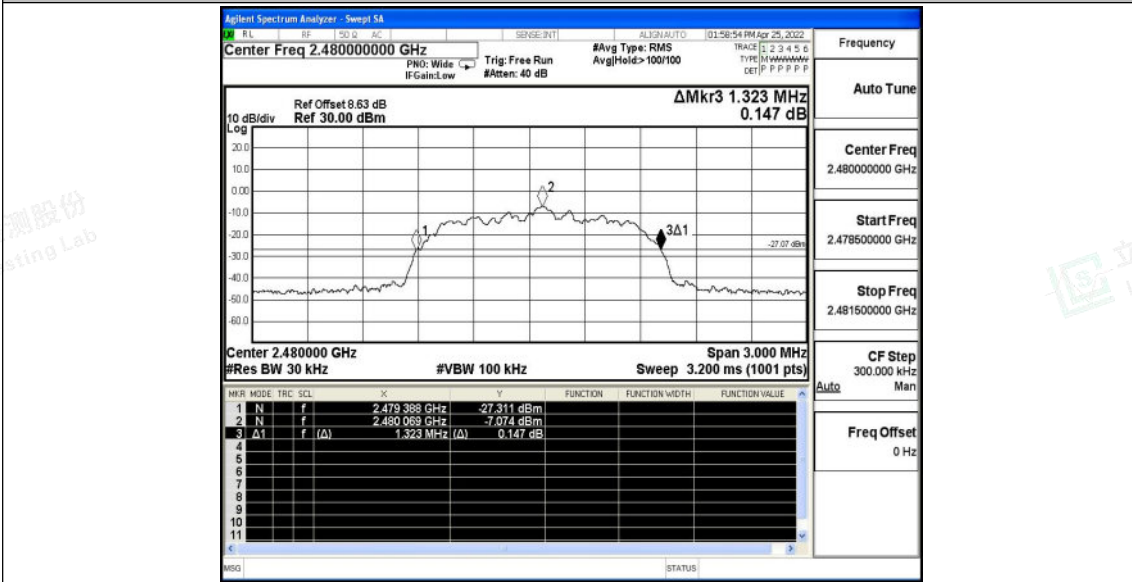 Agilent Spectrum Analyzer - Swept SA
RL RF 50 Ω AC SENSE:INT ALIGNAUTO 01:58:54 PM Apr 25, 2022
Center Freq 2.480000000 GHz
PNO: Wide
IFGain:Low
Trig: Free Run
#Atten: 40 dB
#Avg Type: RMS
Avg|Hold:>100/100
TRACE 1 2 3 4 5 6
TYPE M WWWWW
DET P P P P P P
Ref Offset 8.63 dB
10 dB/div Ref 30.00 dBm
Log
ΔMkr3 1.323 MHz
0.147 dB
20.0
10.0
0.00
-10.0
-20.0
-30.0
-40.0
-50.0
-60.0
1
2
3Δ1
-27.07 dBm
Center 2.480000 GHz Span 3.000 MHz
#Res BW 30 kHz #VBW 100 kHz Sweep 3.200 ms (1001 pts)
MKR MODE TRC SCL X Y FUNCTION FUNCTION WIDTH FUNCTION VALUE
1 N f 2.479 388 GHz -27.311 dBm
2 N f 2.480 069 GHz -7.074 dBm
3 Δ1 f (Δ) 1.323 MHz (Δ) 0.147 dB
4
5
6
7
8
9
10
11
MSG STATUS
Frequency
Auto Tune
Center Freq
2.480000000 GHz
Start Freq
2.478500000 GHz
Stop Freq
2.481500000 GHz
CF Step
300.000 kHz
Auto Man
Freq Offset
0 Hz
测股份
sting Lab
立